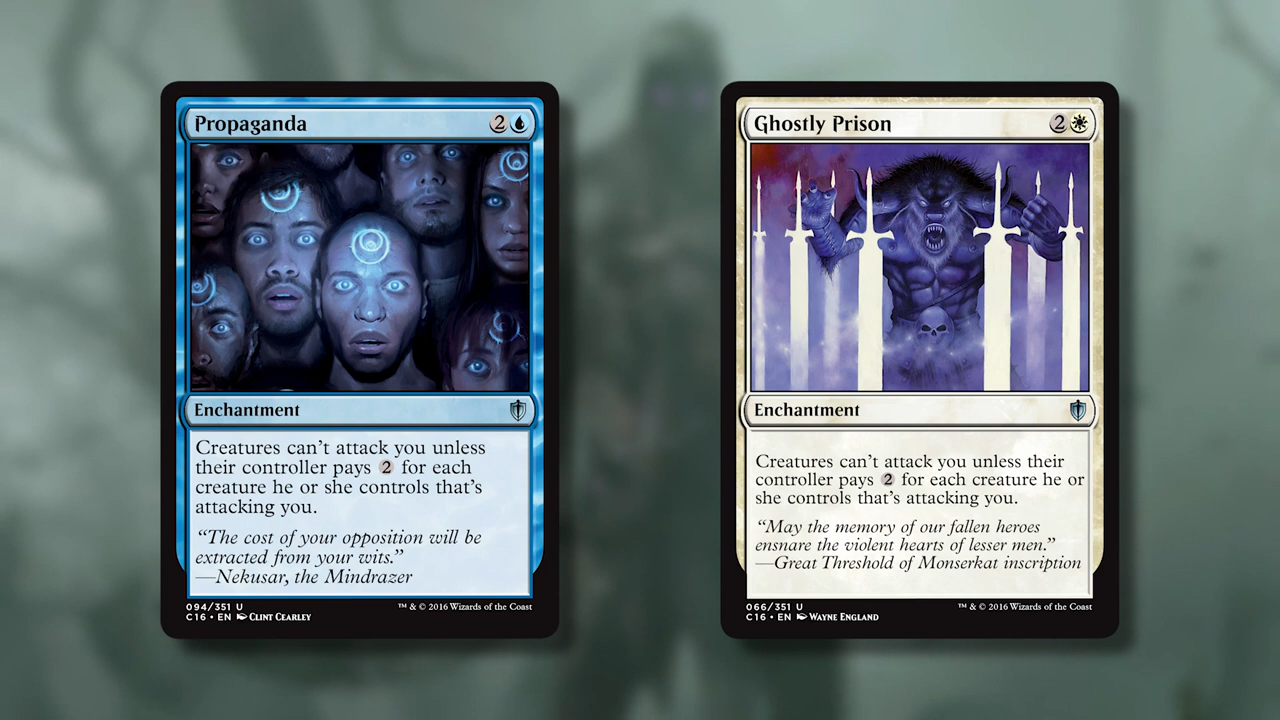 Propaganda 2
Enchantment
Creatures can't attack you unless
their controller pays 2 for each
creature he or she controls that's
attacking you.
"The cost of your opposition will be
extracted from your wits."
—Nekusar, the Mindrazer
094/351 U
C16 • EN CLINT CEARLEY
™ & © 2016 Wizards of the Coast
Ghostly Prison 2
Enchantment
Creatures can't attack you unless their
controller pays 2 for each creature he or
she controls that's attacking you.
"May the memory of our fallen heroes
ensnare the violent hearts of lesser men."
—Great Threshold of Monserkat inscription
066/351 U
C16 • EN WAYNE ENGLAND
™ & © 2016 Wizards of the Coast